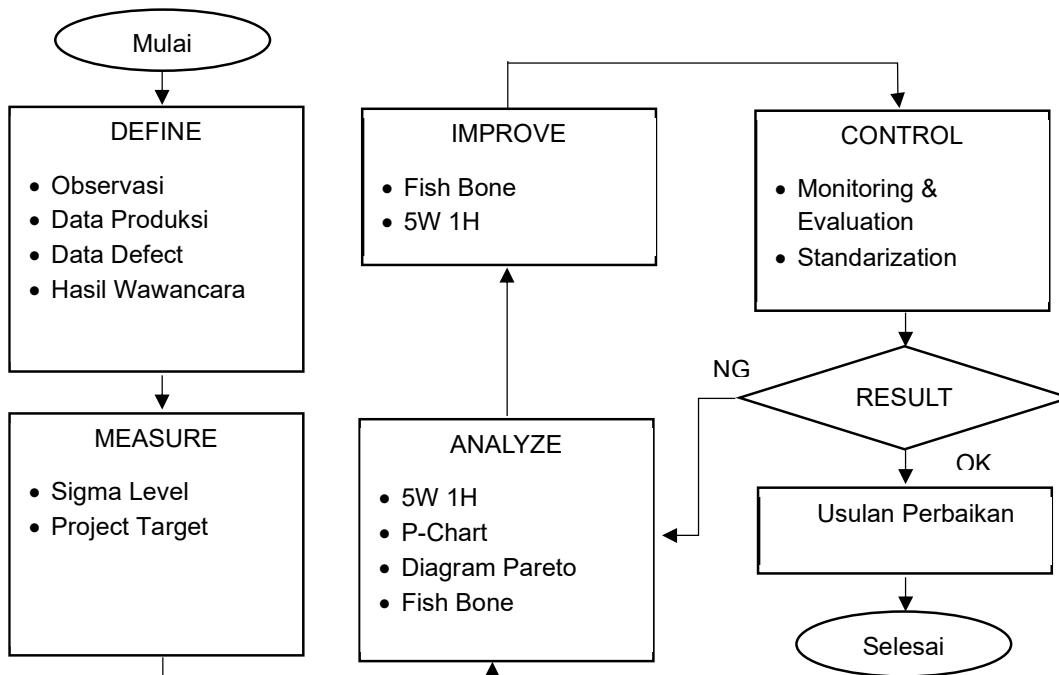 Mulai
DEFINE
• Observasi
• Data Produksi
• Data Defect
• Hasil Wawancara
MEASURE
• Sigma Level
• Project Target
ANALYZE
• 5W 1H
• P-Chart
• Diagram Pareto
• Fish Bone
IMPROVE
• Fish Bone
• 5W 1H
CONTROL
• Monitoring &
Evaluation
• Standarization
RESULT
NG
OK
Usulan Perbaikan
Selesai